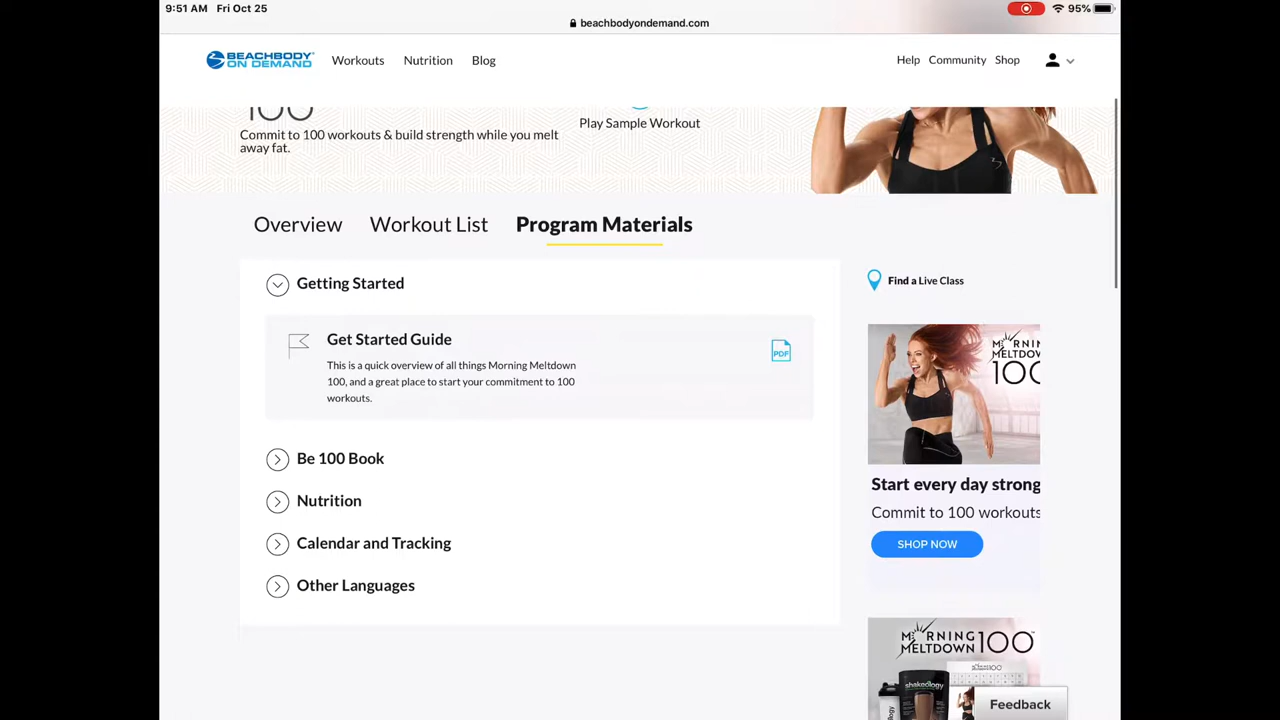 9:51 AM Fri Oct 25
95%
beachbodyondemand.com
BEACHBODY
ON DEMAND
Workouts
Nutrition
Blog
Help
Community
Shop
100
Commit to 100 workouts & build strength while you melt
away fat.
Play Sample Workout
Overview
Workout List
Program Materials
Getting Started
Get Started Guide
This is a quick overview of all things Morning Meltdown
100, and a great place to start your commitment to 100
workouts.
PDF
Be 100 Book
Nutrition
Calendar and Tracking
Other Languages
Find a Live Class
MORNING
MELTDOWN
100
Start every day strong
Commit to 100 workouts
SHOP NOW
MORNING
MELTDOWN 100™
shakeology
Feedback